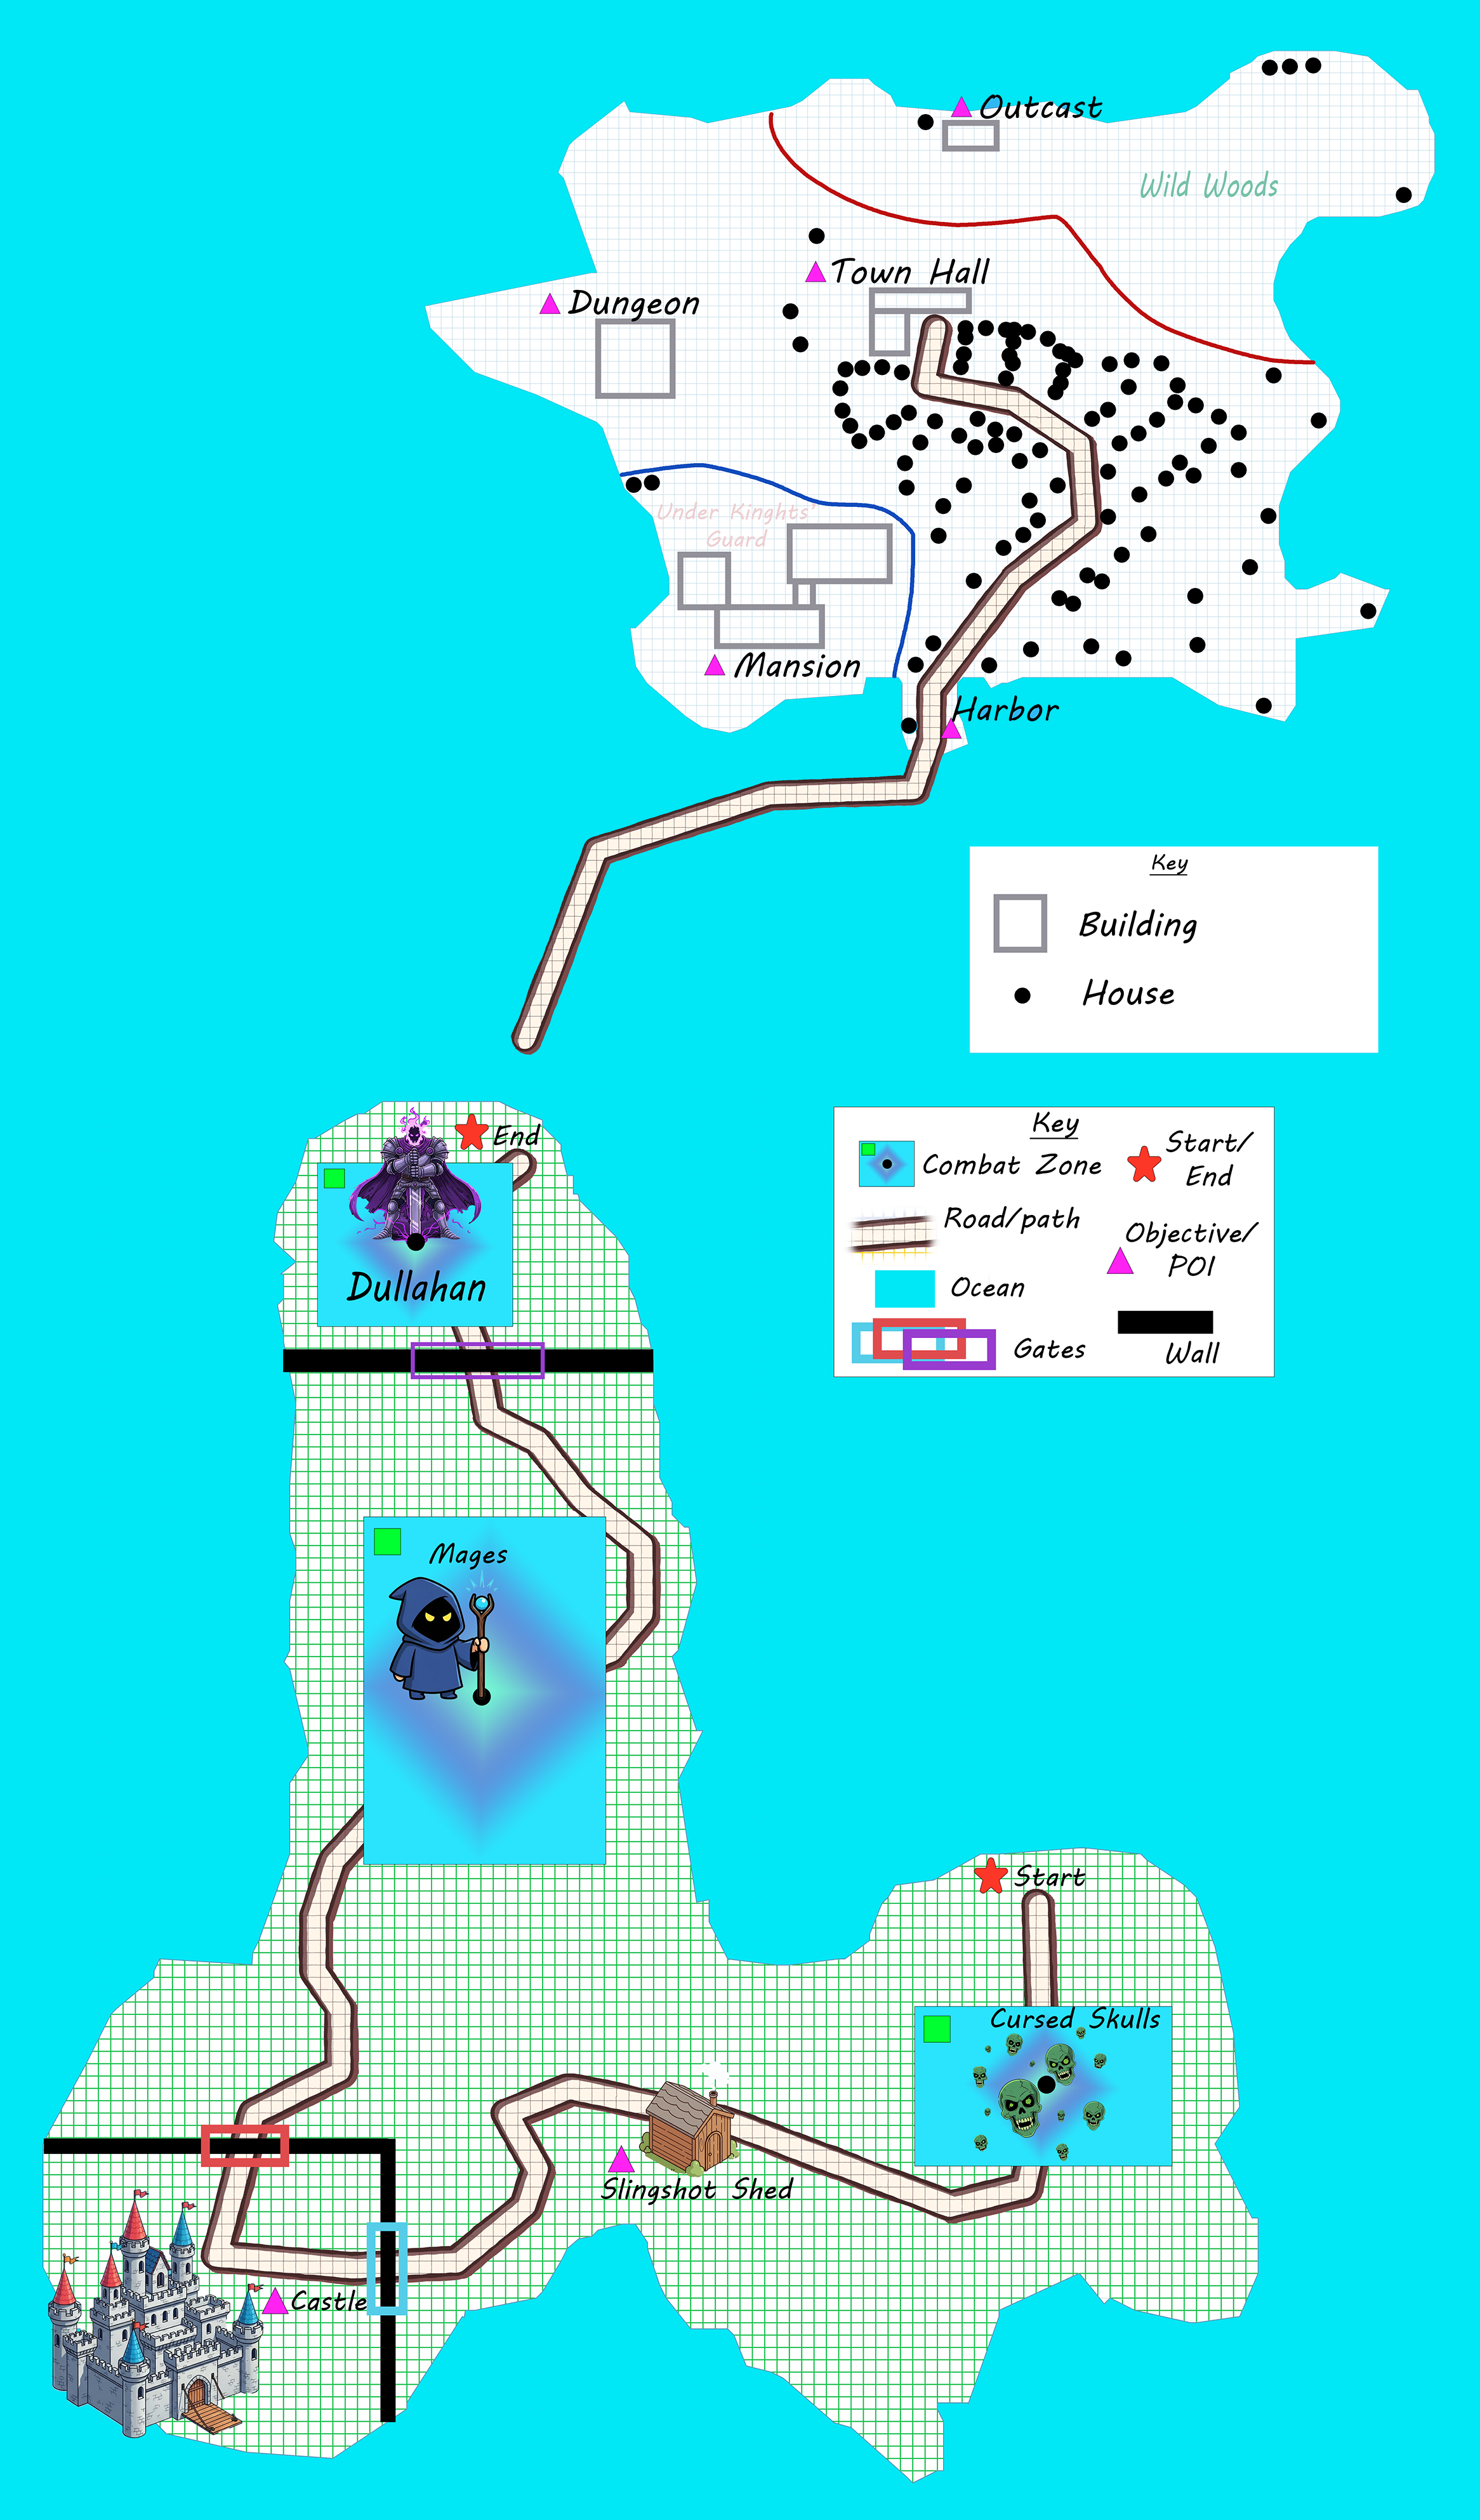 Outcast
Wild Woods
Town Hall
Dungeon
Under Kinghts'
Guard
Mansion
Harbor
Key
Building
House
End
Dullahan
Key
Combat Zone
Start/
End
Road/path
Objective/
POI
Ocean
Gates
Wall
Mages
Start
Cursed Skulls
Slingshot Shed
Castle